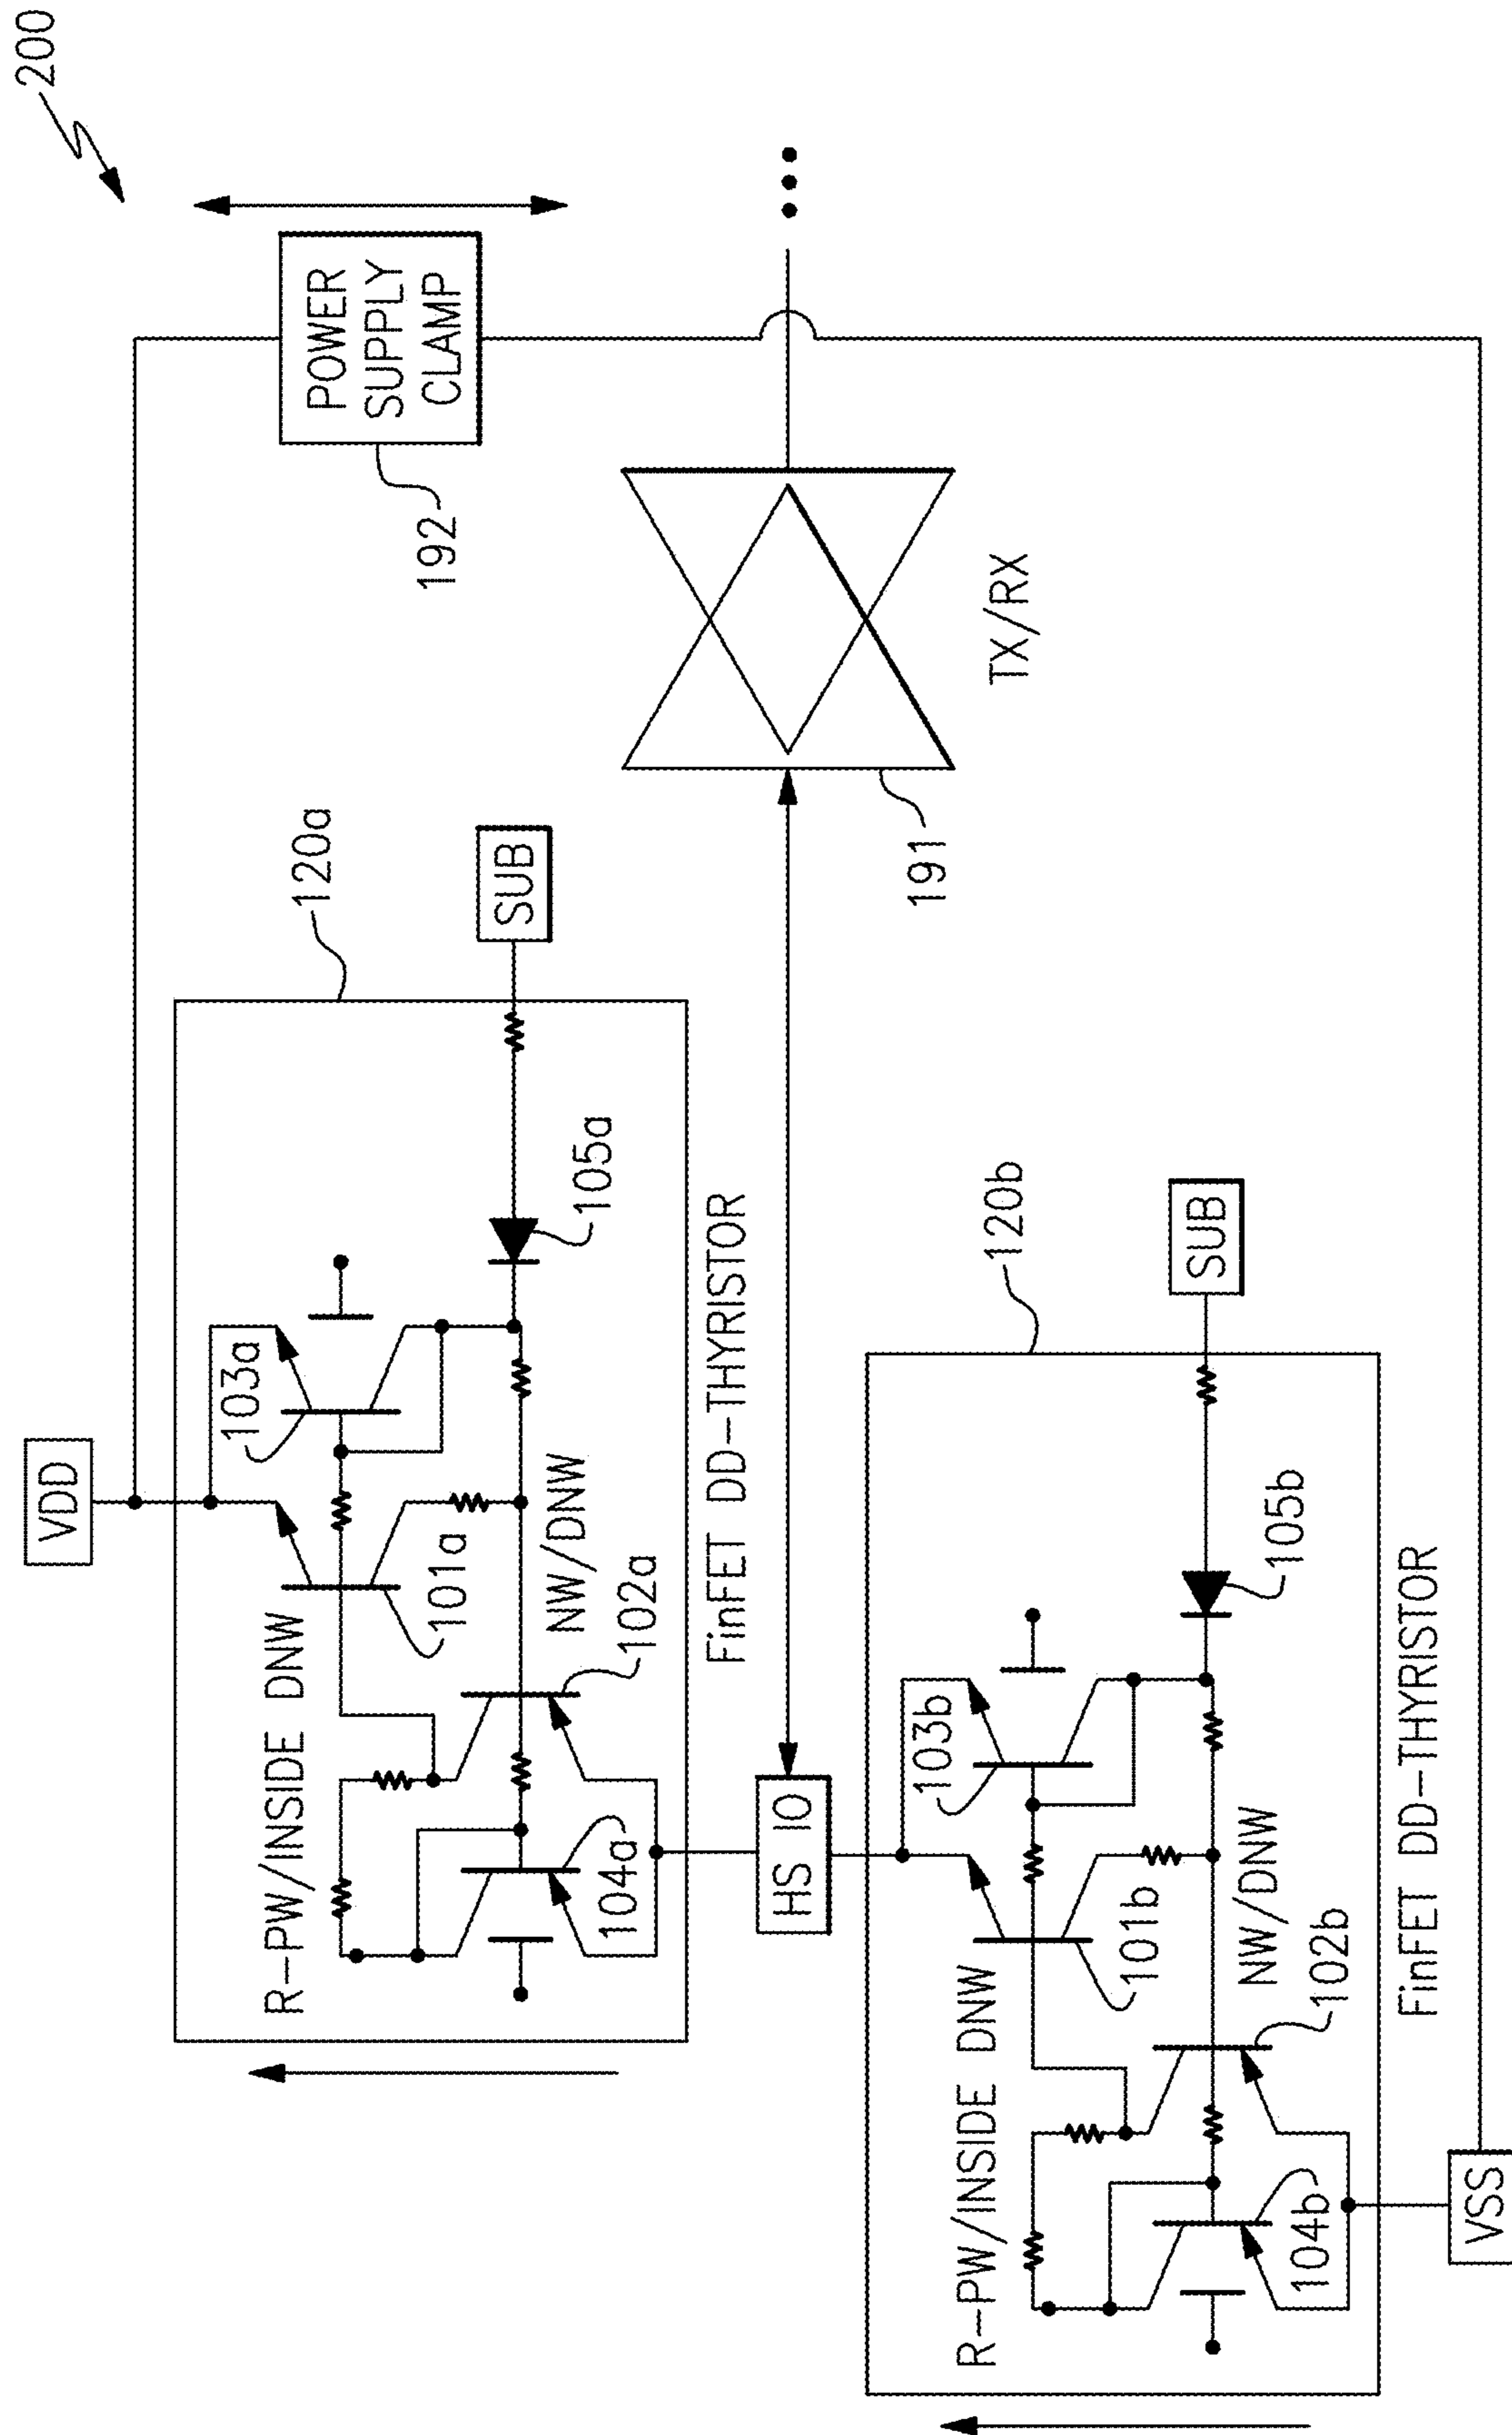 200
VDD
POWER
SUPPLY
CLAMP
192
120a
103a
101a
R-PW/INSIDE DNW
NW/DNW
102a
104a
105a
SUB
FinFET DD-THYRISTOR
HS IO
191
TX/RX
120b
103b
101b
R-PW/INSIDE DNW
NW/DNW
102b
104b
105b
SUB
FinFET DD-THYRISTOR
VSS